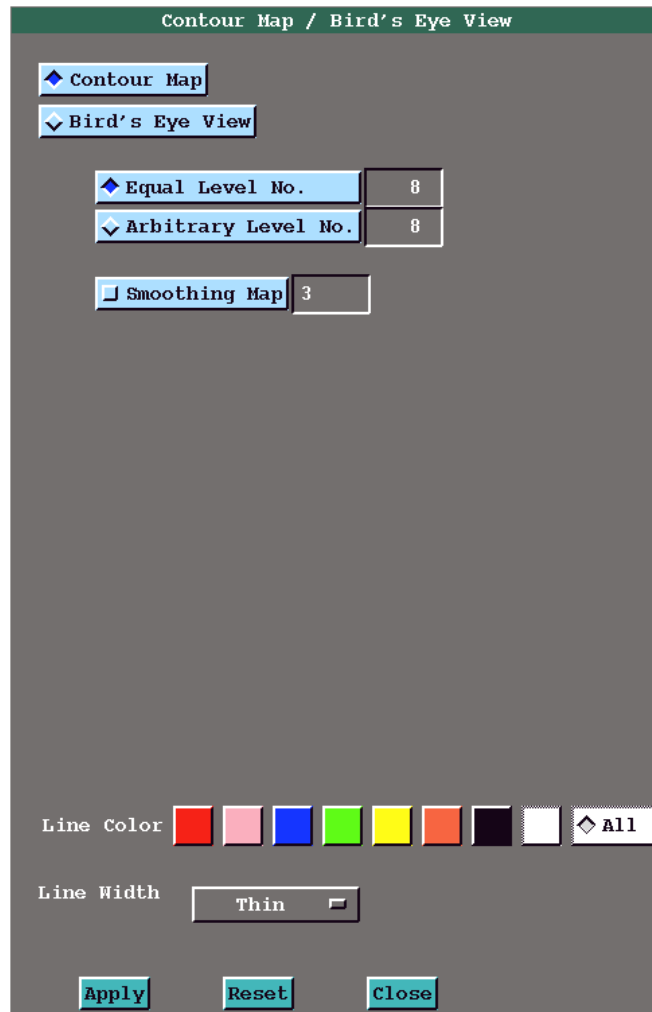 Contour Map / Bird's Eye View
Contour Map
Bird's Eye View
Equal Level No. 8
Arbitrary Level No. 8
Smoothing Map 3
Line Color All
Line Width Thin
Apply Reset Close